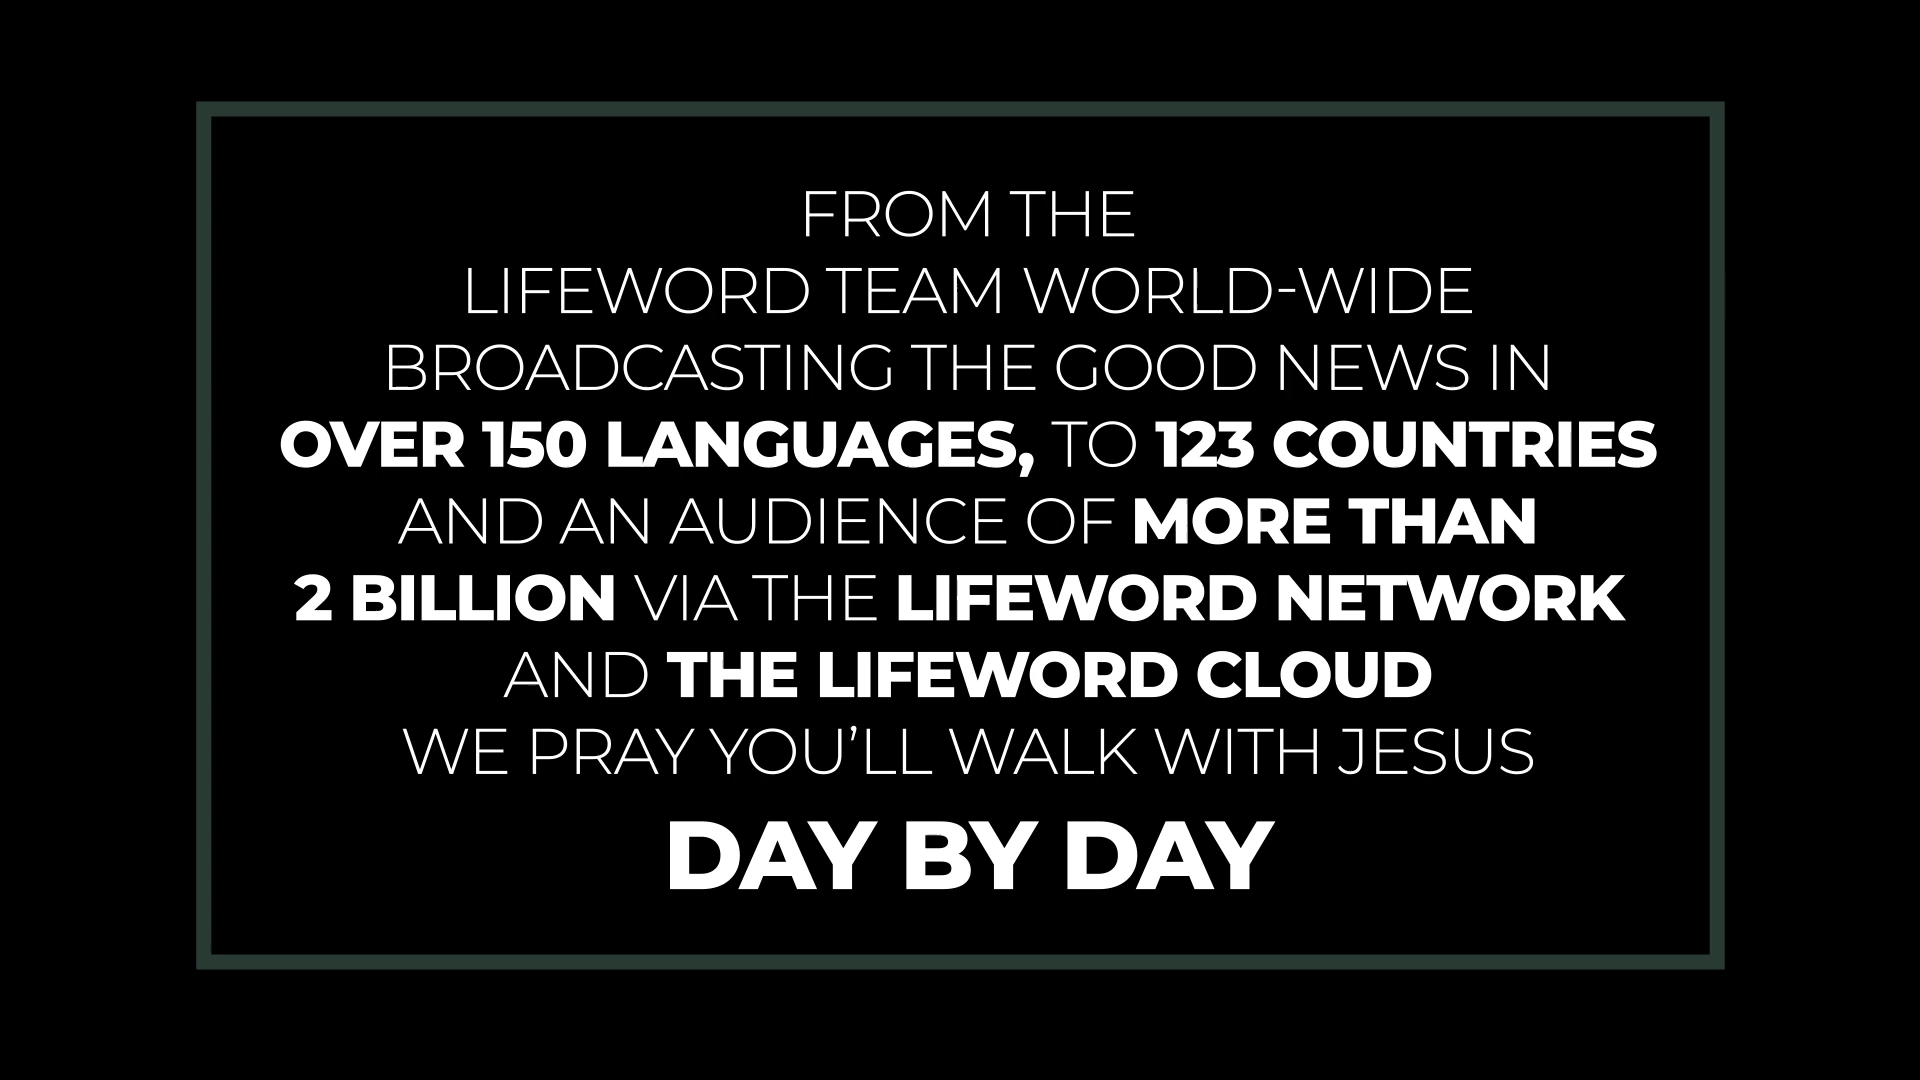 FROM THE
LIFEWORD TEAM WORLD-WIDE
BROADCASTING THE GOOD NEWS IN
OVER 150 LANGUAGES, TO 123 COUNTRIES
AND AN AUDIENCE OF MORE THAN
2 BILLION VIA THE LIFEWORD NETWORK
AND THE LIFEWORD CLOUD
WE PRAY YOU’LL WALK WITH JESUS
DAY BY DAY